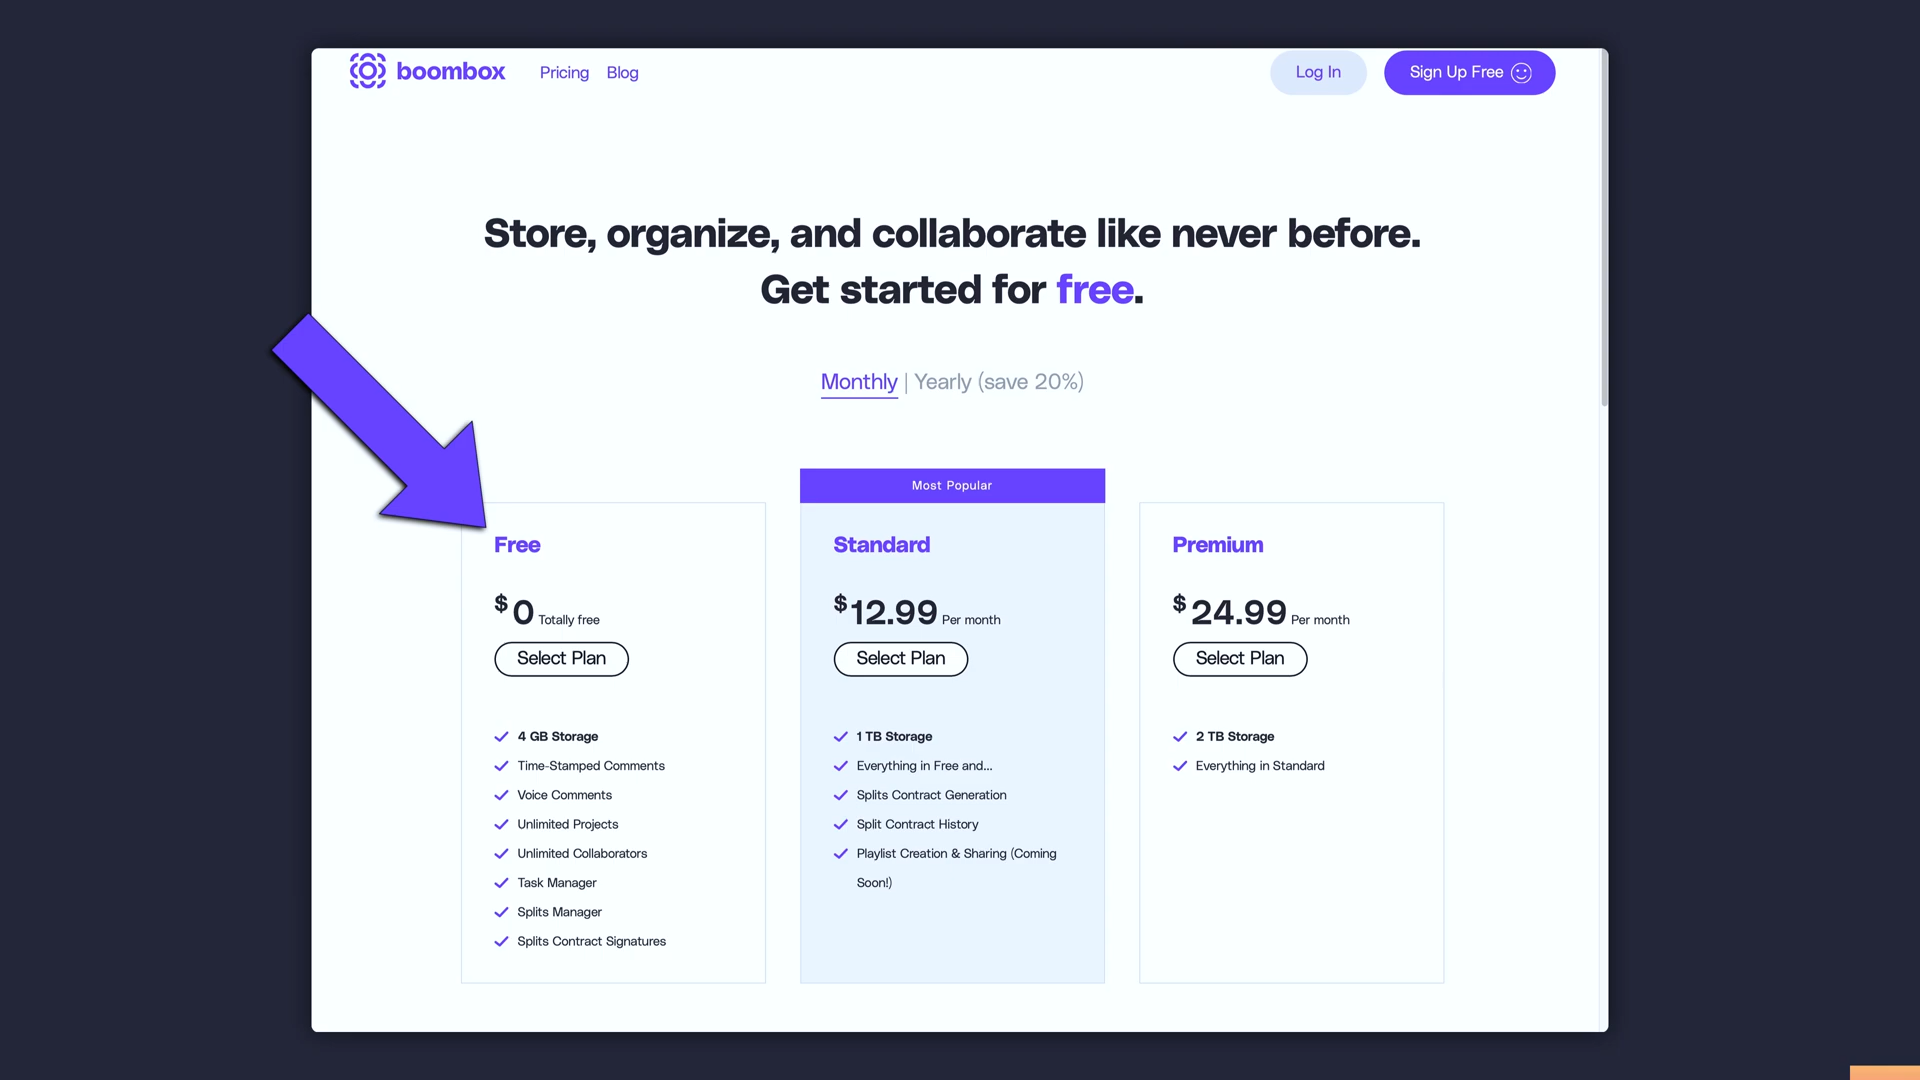 boombox
Pricing
Blog
Log In
Sign Up Free
Store, organize, and collaborate like never before.
Get started for free.
Monthly | Yearly (save 20%)
Free
$0 Totally free
Select Plan
4 GB Storage
Time-Stamped Comments
Voice Comments
Unlimited Projects
Unlimited Collaborators
Task Manager
Splits Manager
Splits Contract Signatures
Most Popular
Standard
$12.99 Per month
Select Plan
1 TB Storage
Everything in Free and...
Splits Contract Generation
Split Contract History
Playlist Creation & Sharing (Coming
Soon!)
Premium
$24.99 Per month
Select Plan
2 TB Storage
Everything in Standard